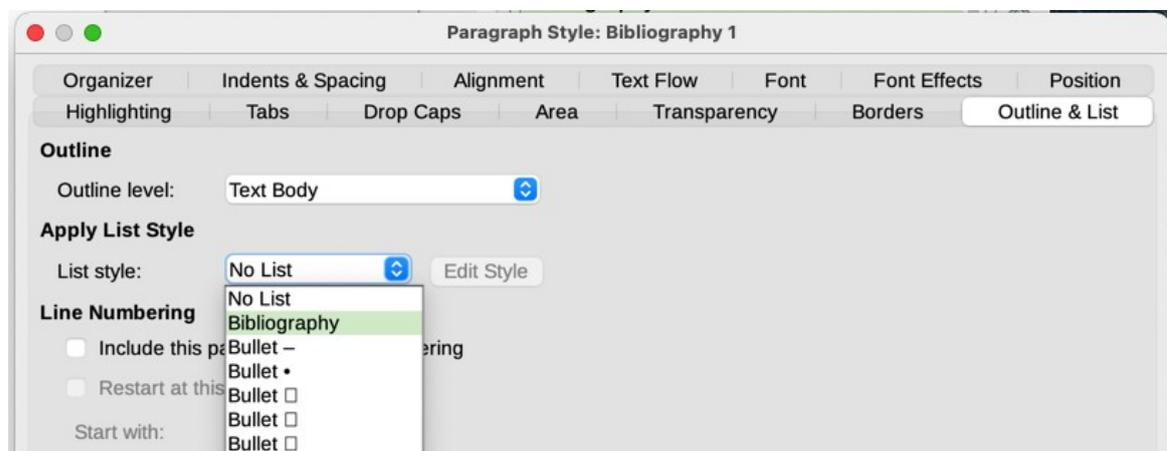 Paragraph Style: Bibliography 1
Organizer Indents & Spacing Alignment Text Flow Font Font Effects Position
Highlighting Tabs Drop Caps Area Transparency Borders Outline & List
Outline
Outline level: Text Body
Apply List Style
List style: No List Edit Style
No List
Line Numbering
Bibliography
Include this pa ering
Bullet –
Bullet •
Restart at this
Bullet □
Bullet □
Start with:
Bullet □